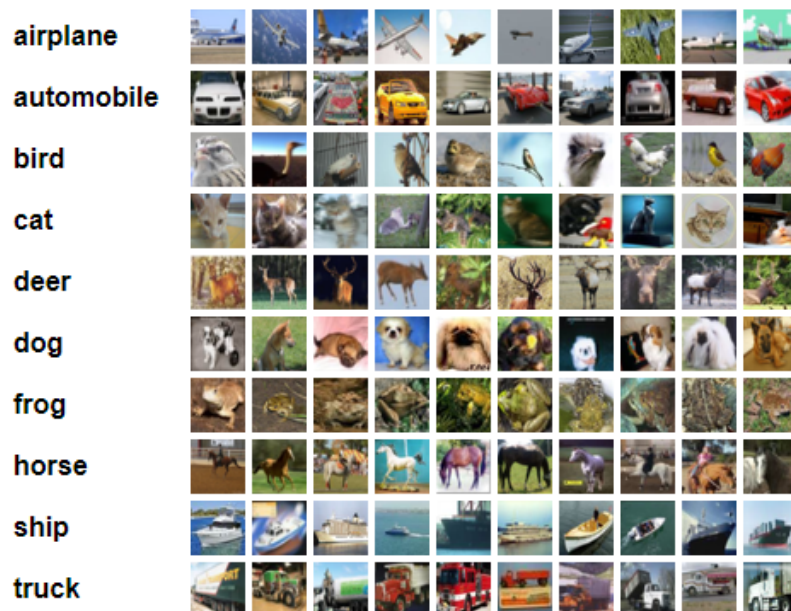 airplane
automobile
bird
cat
deer
dog
frog
horse
ship
truck